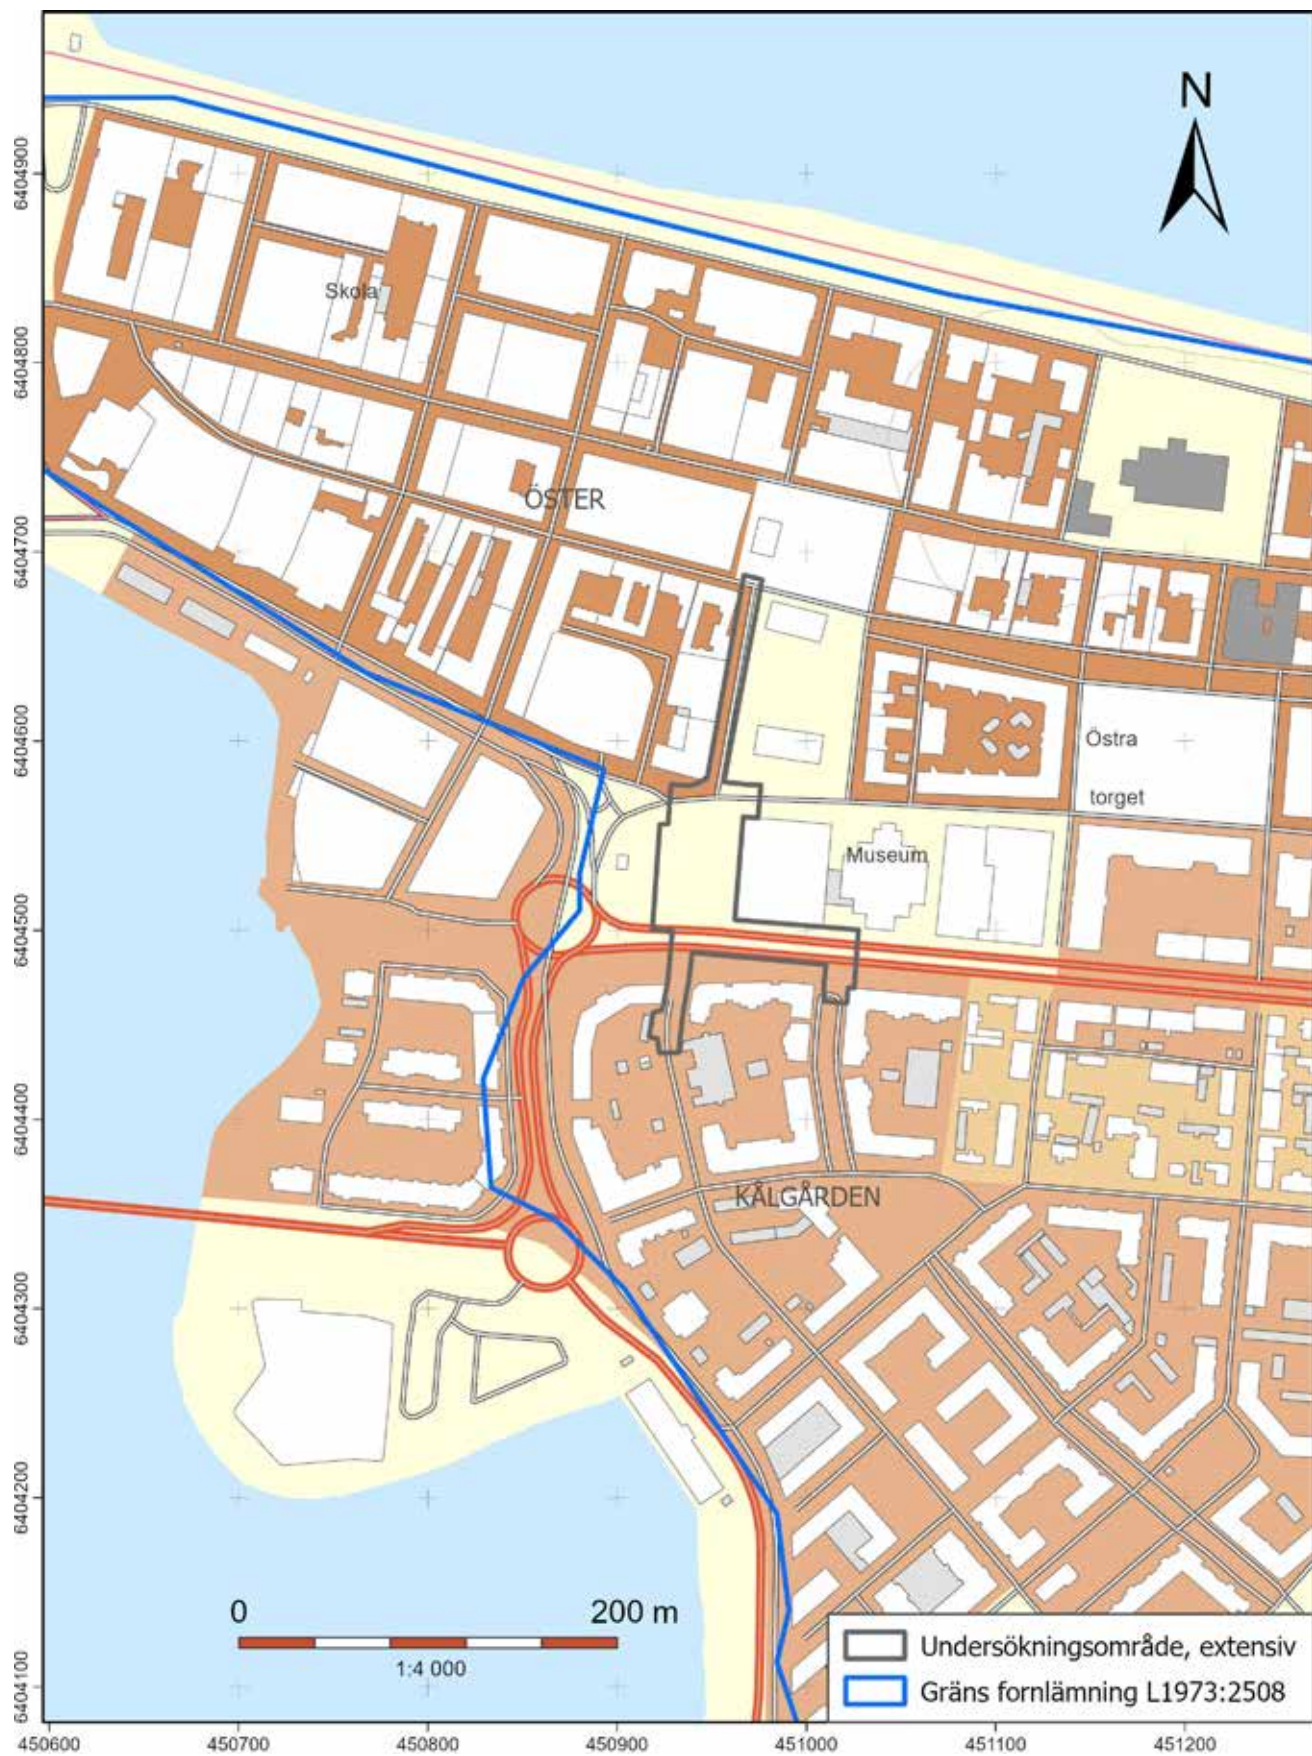 N
6404900
Skola
6404800
ÖSTER
6404700
6404600
Östra
torget
Museum
6404500
6404400
KÅLGÅRDEN
6404300
6404200
0 200 m
1:4 000
Undersökningsområde, extensiv
Gräns fornlämning L1973:2508
6404100
450600 450700 450800 450900 451000 451100 451200